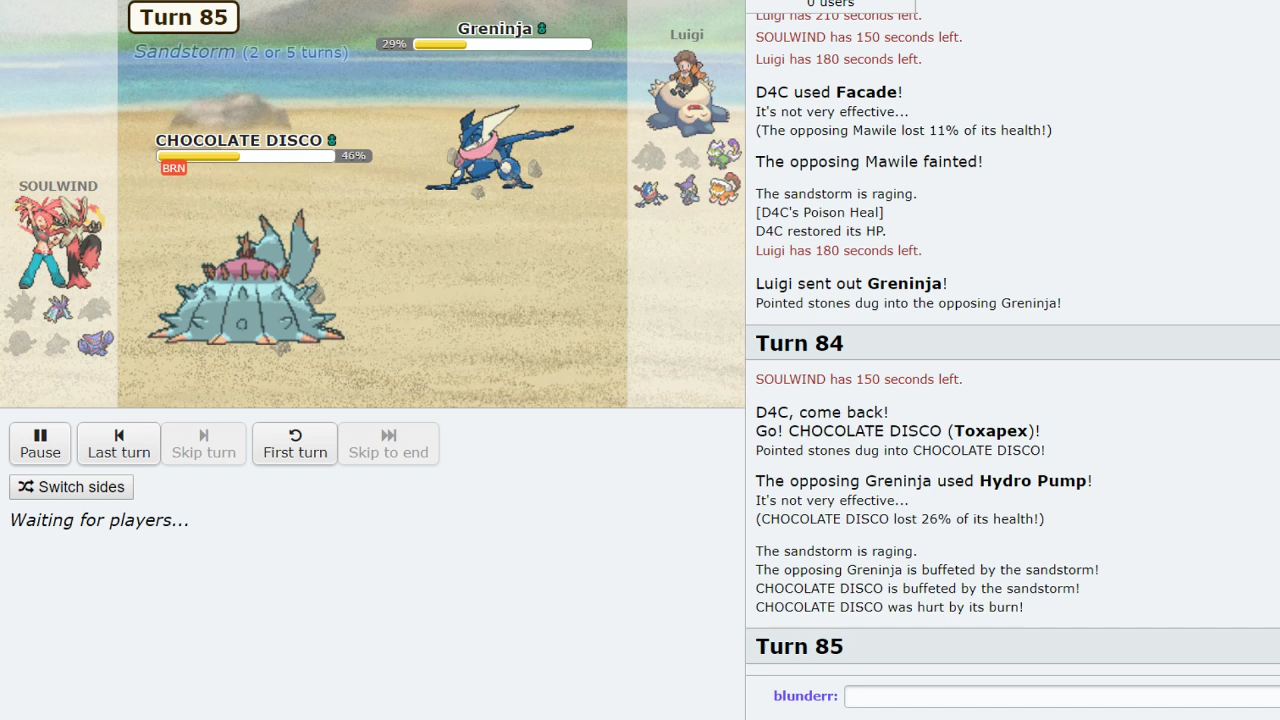 Turn 85
Sandstorm (2 or 5 turns)
Greninja
29%
Luigi
CHOCOLATE DISCO
46%
BRN
SOULWIND
Pause
Last turn
Skip turn
First turn
Skip to end
Switch sides
Waiting for players...
0 users
Luigi has 210 seconds left.
SOULWIND has 150 seconds left.
Luigi has 180 seconds left.
D4C used Facade!
It's not very effective...
(The opposing Mawile lost 11% of its health!)
The opposing Mawile fainted!
The sandstorm is raging.
[D4C's Poison Heal]
D4C restored its HP.
Luigi has 180 seconds left.
Luigi sent out Greninja!
Pointed stones dug into the opposing Greninja!
Turn 84
SOULWIND has 150 seconds left.
D4C, come back!
Go! CHOCOLATE DISCO (Toxapex)!
Pointed stones dug into CHOCOLATE DISCO!
The opposing Greninja used Hydro Pump!
It's not very effective...
(CHOCOLATE DISCO lost 26% of its health!)
The sandstorm is raging.
The opposing Greninja is buffeted by the sandstorm!
CHOCOLATE DISCO is buffeted by the sandstorm!
CHOCOLATE DISCO was hurt by its burn!
Turn 85
blunderr: